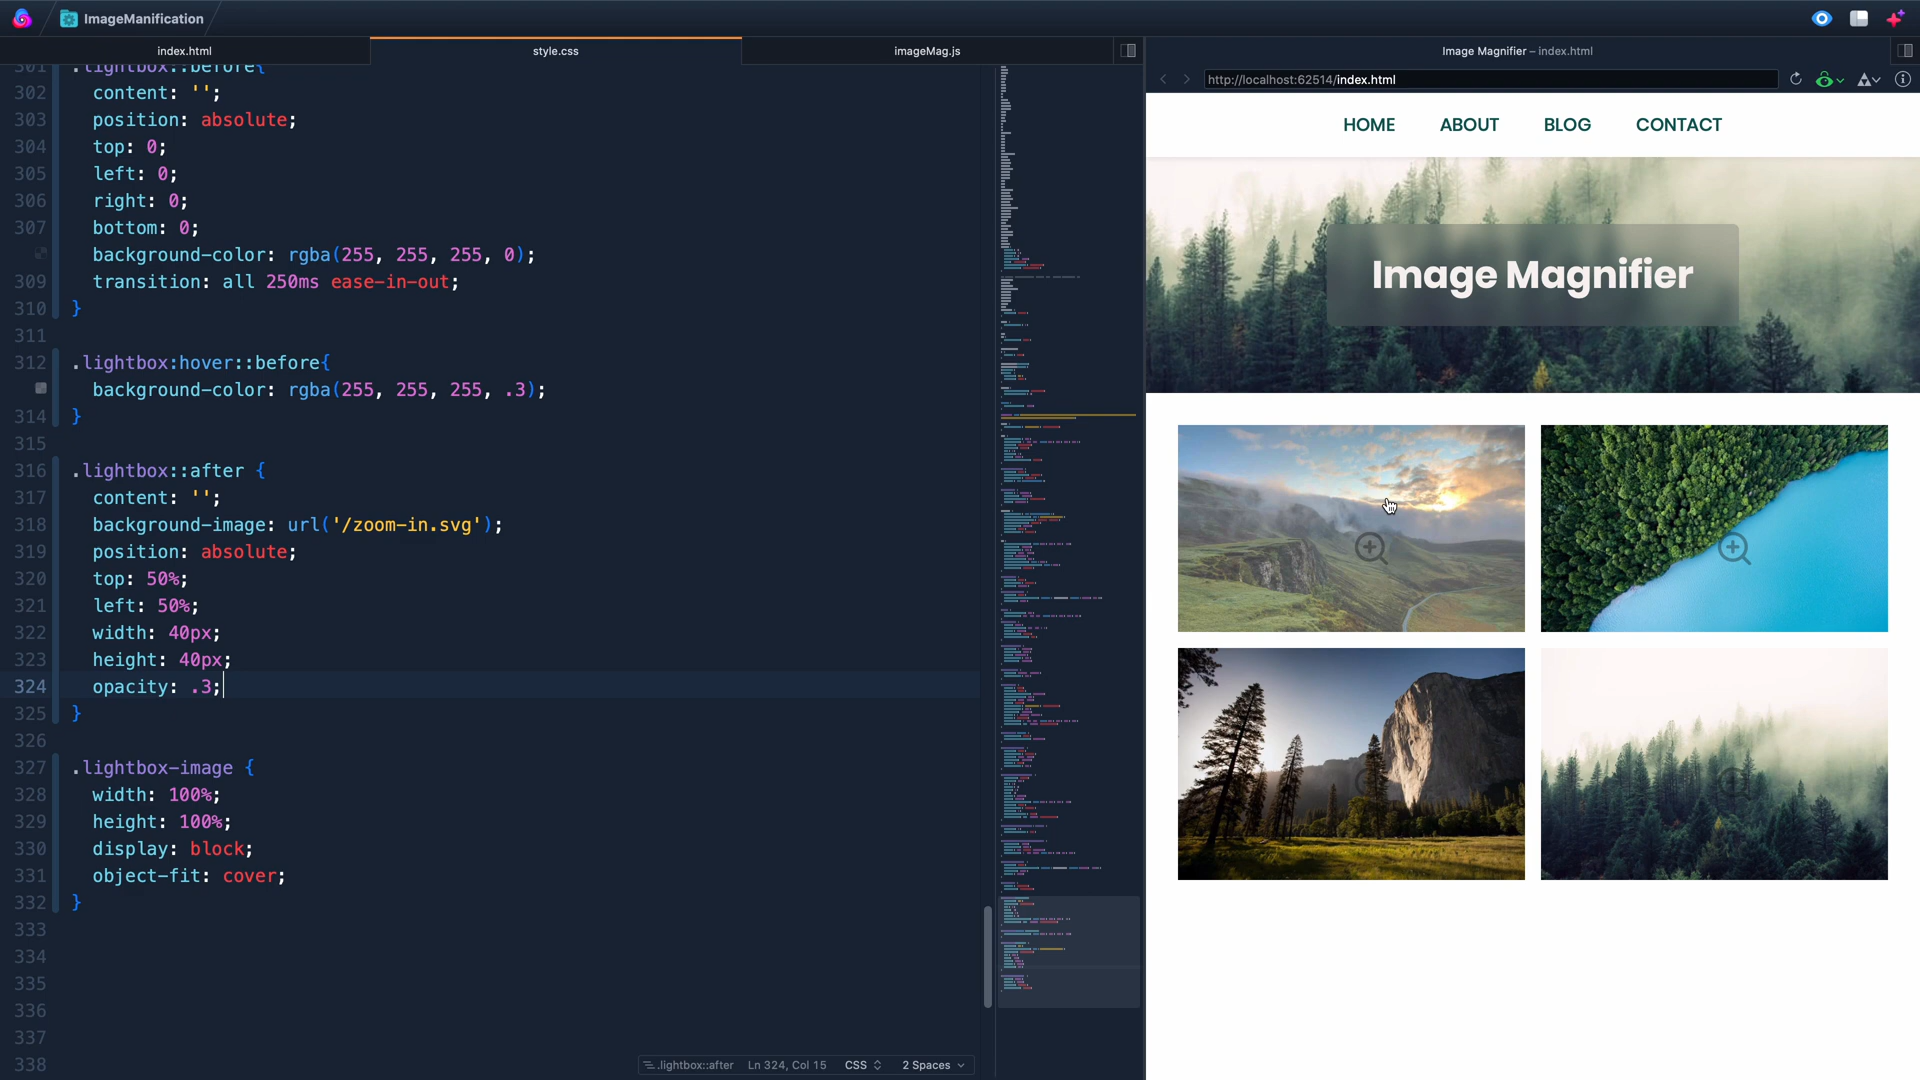 ImageManification
index.html
style.css
imageMag.js
301 .lightbox::before{
302 content: '';
303 position: absolute;
304 top: 0;
305 left: 0;
306 right: 0;
307 bottom: 0;
background-color: rgba(255, 255, 255, 0);
309 transition: all 250ms ease-in-out;
310 }
311
312 .lightbox:hover::before{
background-color: rgba(255, 255, 255, .3);
314 }
315
316 .lightbox::after {
317 content: '';
318 background-image: url('/zoom-in.svg');
319 position: absolute;
320 top: 50%;
321 left: 50%;
322 width: 40px;
323 height: 40px;
324 opacity: .3;
325 }
326
327 .lightbox-image {
328 width: 100%;
329 height: 100%;
330 display: block;
331 object-fit: cover;
332 }
333
334
335
336
337
338
.lightbox::after Ln 324, Col 15 CSS 2 Spaces
Image Magnifier – index.html
http://localhost:62514/index.html
HOME ABOUT BLOG CONTACT
Image Magnifier